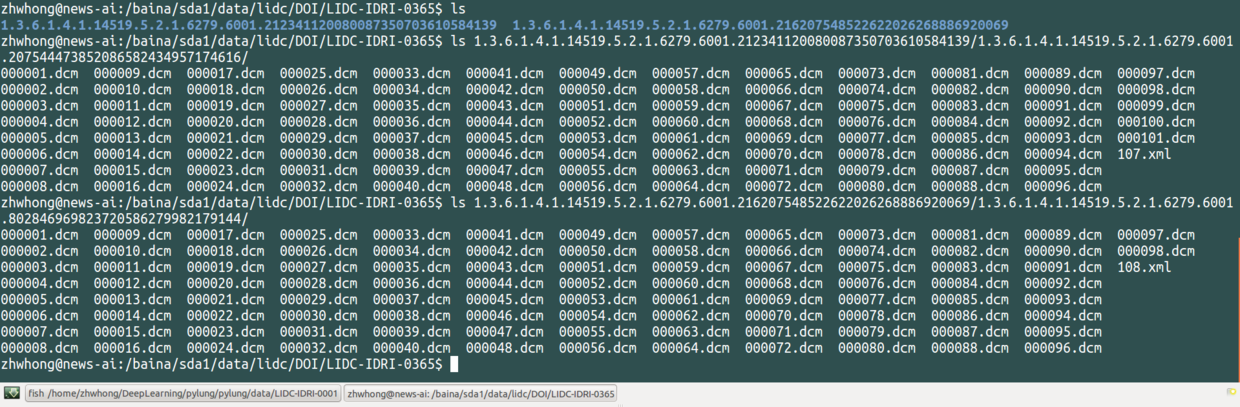 zhwhong@news-ai:/baina/sda1/data/lidc/DOI/LIDC-IDRI-0365$ ls
1.3.6.1.4.1.14519.5.2.1.6279.6001.212341120080087350703610584139  1.3.6.1.4.1.14519.5.2.1.6279.6001.216207548522622026268886920069
zhwhong@news-ai:/baina/sda1/data/lidc/DOI/LIDC-IDRI-0365$ ls 1.3.6.1.4.1.14519.5.2.1.6279.6001.212341120080087350703610584139/1.3.6.1.4.1.14519.5.2.1.6279.6001
.207544473852086582434957174616/
000001.dcm  000009.dcm  000017.dcm  000025.dcm  000033.dcm  000041.dcm  000049.dcm  000057.dcm  000065.dcm  000073.dcm  000081.dcm  000089.dcm  000097.dcm
000002.dcm  000010.dcm  000018.dcm  000026.dcm  000034.dcm  000042.dcm  000050.dcm  000058.dcm  000066.dcm  000074.dcm  000082.dcm  000090.dcm  000098.dcm
000003.dcm  000011.dcm  000019.dcm  000027.dcm  000035.dcm  000043.dcm  000051.dcm  000059.dcm  000067.dcm  000075.dcm  000083.dcm  000091.dcm  000099.dcm
000004.dcm  000012.dcm  000020.dcm  000028.dcm  000036.dcm  000044.dcm  000052.dcm  000060.dcm  000068.dcm  000076.dcm  000084.dcm  000092.dcm  000100.dcm
000005.dcm  000013.dcm  000021.dcm  000029.dcm  000037.dcm  000045.dcm  000053.dcm  000061.dcm  000069.dcm  000077.dcm  000085.dcm  000093.dcm  000101.dcm
000006.dcm  000014.dcm  000022.dcm  000030.dcm  000038.dcm  000046.dcm  000054.dcm  000062.dcm  000070.dcm  000078.dcm  000086.dcm  000094.dcm  107.xml
000007.dcm  000015.dcm  000023.dcm  000031.dcm  000039.dcm  000047.dcm  000055.dcm  000063.dcm  000071.dcm  000079.dcm  000087.dcm  000095.dcm
000008.dcm  000016.dcm  000024.dcm  000032.dcm  000040.dcm  000048.dcm  000056.dcm  000064.dcm  000072.dcm  000080.dcm  000088.dcm  000096.dcm
zhwhong@news-ai:/baina/sda1/data/lidc/DOI/LIDC-IDRI-0365$ ls 1.3.6.1.4.1.14519.5.2.1.6279.6001.216207548522622026268886920069/1.3.6.1.4.1.14519.5.2.1.6279.6001
.802846969823720586279982179144/
000001.dcm  000009.dcm  000017.dcm  000025.dcm  000033.dcm  000041.dcm  000049.dcm  000057.dcm  000065.dcm  000073.dcm  000081.dcm  000089.dcm  000097.dcm
000002.dcm  000010.dcm  000018.dcm  000026.dcm  000034.dcm  000042.dcm  000050.dcm  000058.dcm  000066.dcm  000074.dcm  000082.dcm  000090.dcm  000098.dcm
000003.dcm  000011.dcm  000019.dcm  000027.dcm  000035.dcm  000043.dcm  000051.dcm  000059.dcm  000067.dcm  000075.dcm  000083.dcm  000091.dcm  108.xml
000004.dcm  000012.dcm  000020.dcm  000028.dcm  000036.dcm  000044.dcm  000052.dcm  000060.dcm  000068.dcm  000076.dcm  000084.dcm  000092.dcm
000005.dcm  000013.dcm  000021.dcm  000029.dcm  000037.dcm  000045.dcm  000053.dcm  000061.dcm  000069.dcm  000077.dcm  000085.dcm  000093.dcm
000006.dcm  000014.dcm  000022.dcm  000030.dcm  000038.dcm  000046.dcm  000054.dcm  000062.dcm  000070.dcm  000078.dcm  000086.dcm  000094.dcm
000007.dcm  000015.dcm  000023.dcm  000031.dcm  000039.dcm  000047.dcm  000055.dcm  000063.dcm  000071.dcm  000079.dcm  000087.dcm  000095.dcm
000008.dcm  000016.dcm  000024.dcm  000032.dcm  000040.dcm  000048.dcm  000056.dcm  000064.dcm  000072.dcm  000080.dcm  000088.dcm  000096.dcm
zhwhong@news-ai:/baina/sda1/data/lidc/DOI/LIDC-IDRI-0365$
fish /home/zhwhong/DeepLearning/pylung/pylung/data/LIDC-IDRI-0001  zhwhong@news-ai: /baina/sda1/data/lidc/DOI/LIDC-IDRI-0365